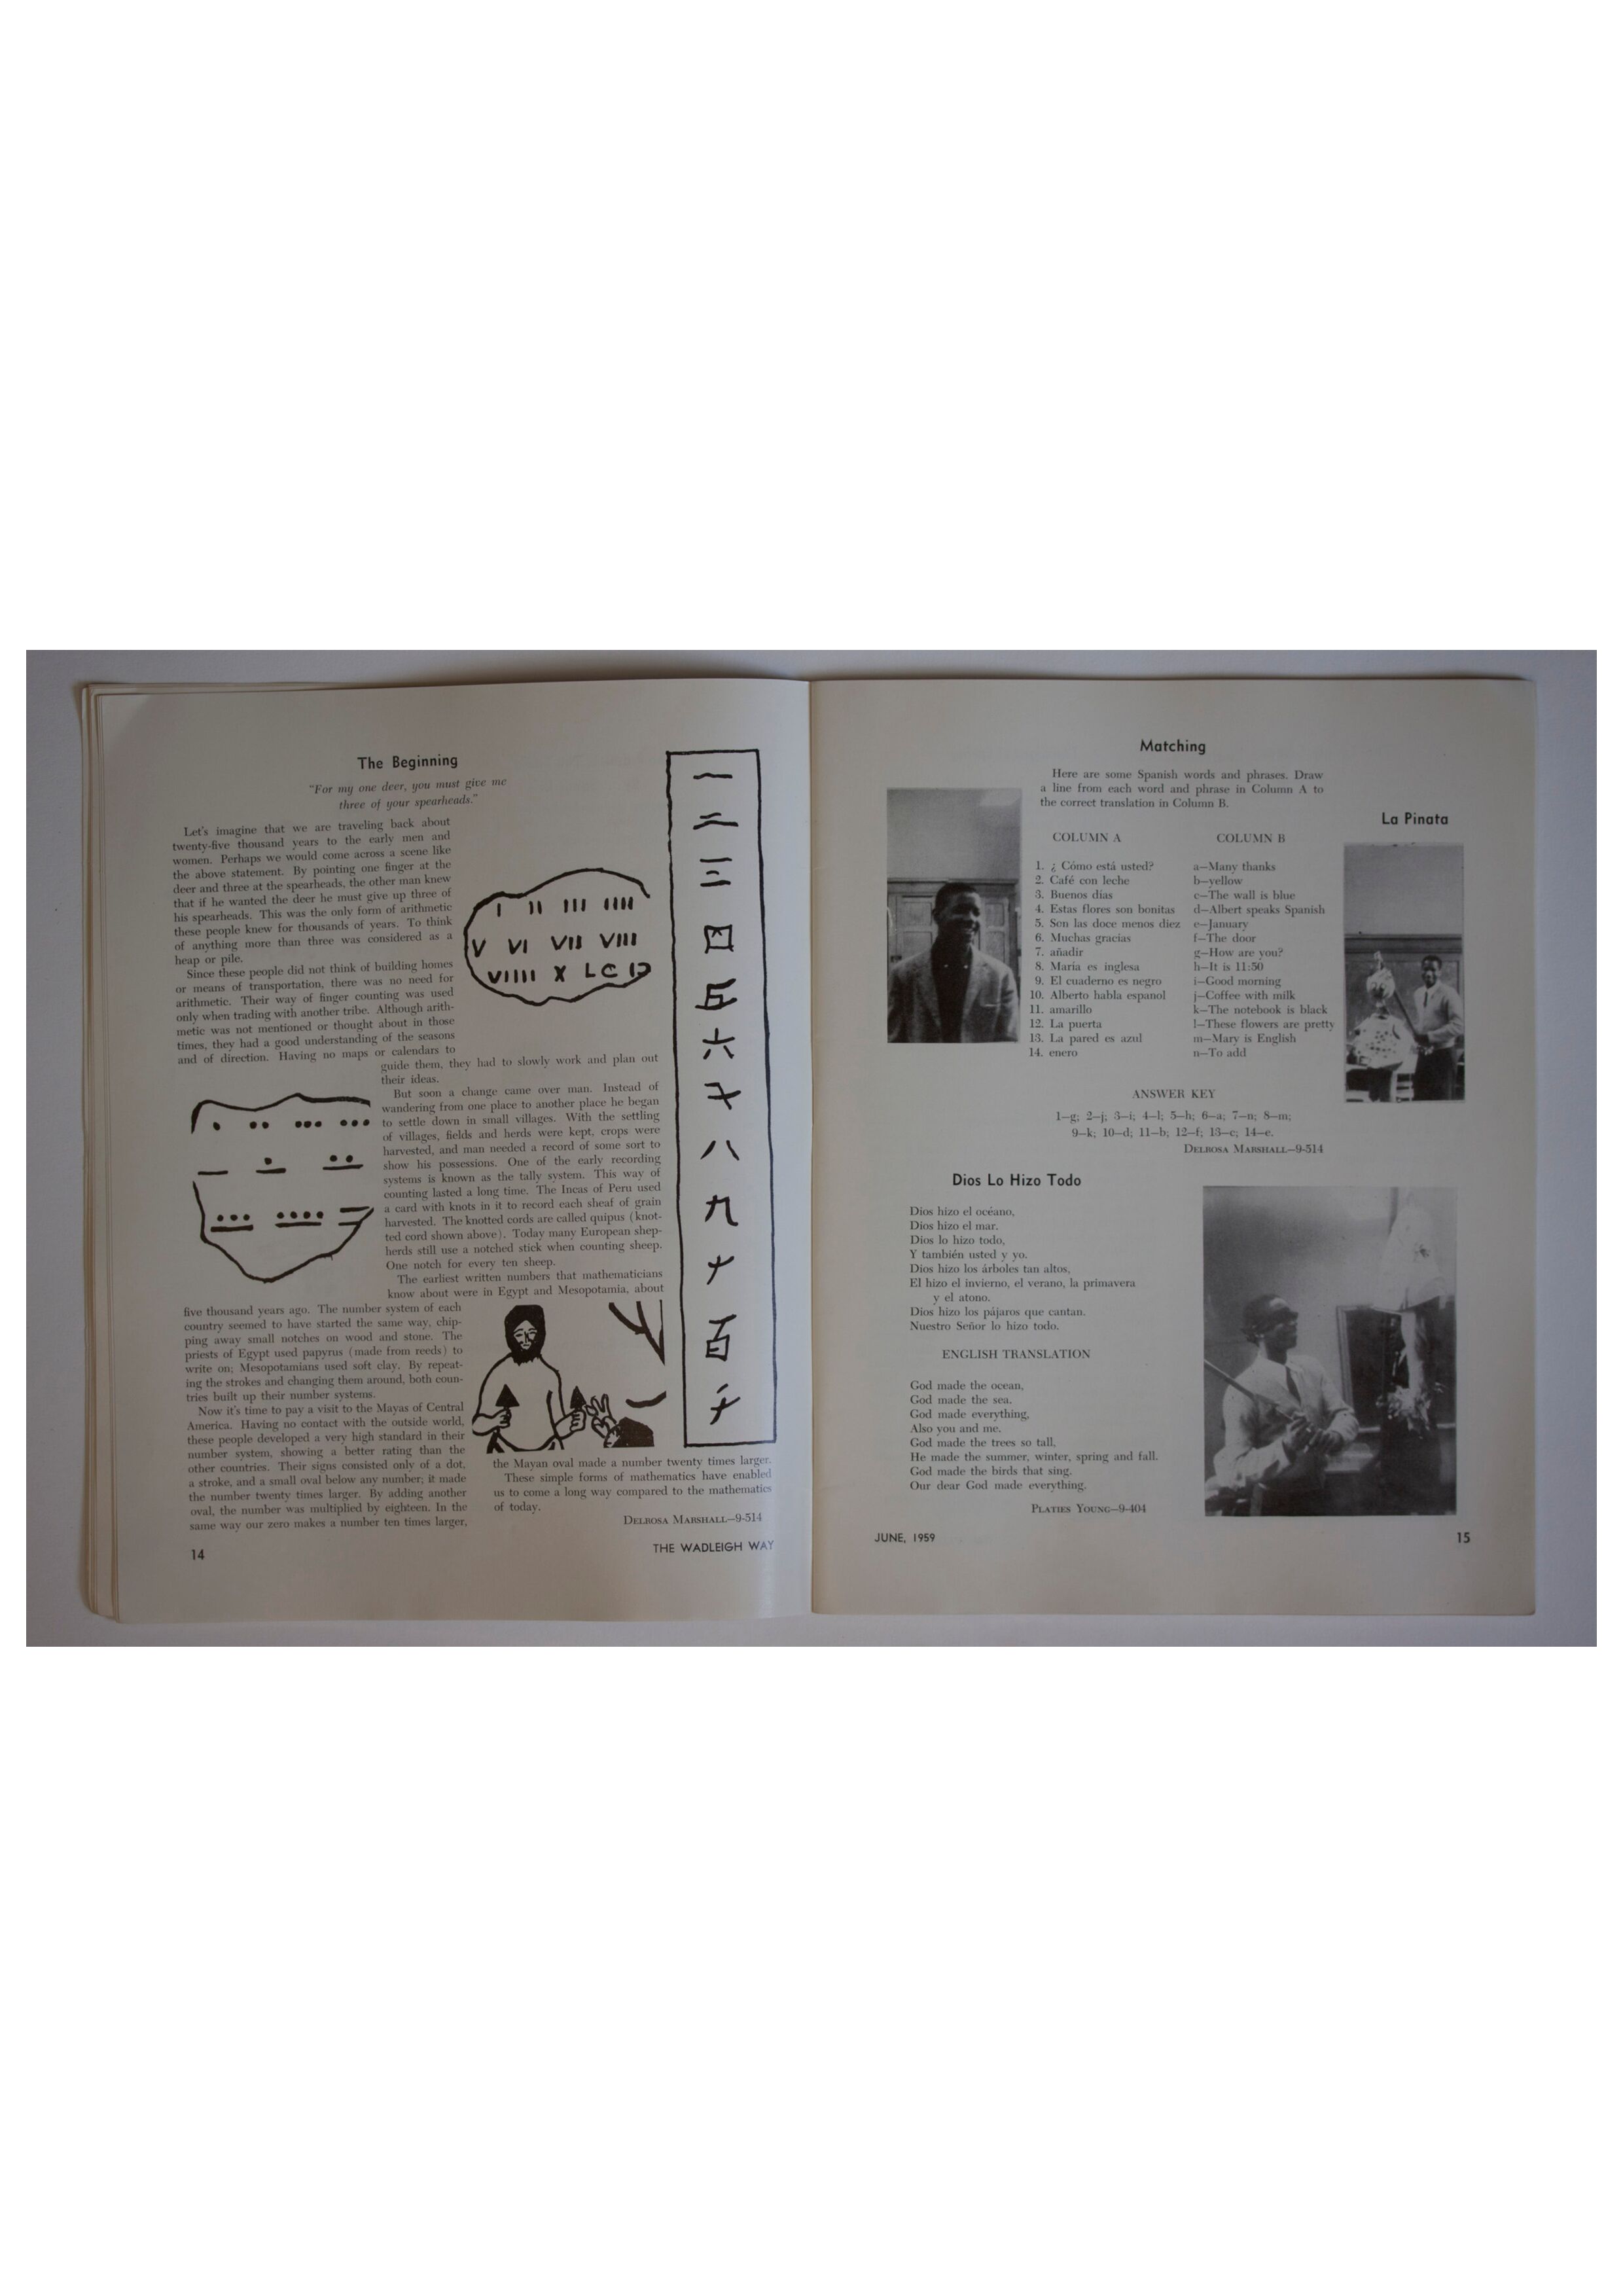 The Beginning
"For my one deer, you must give me
three of your spearheads."
Let's imagine that we are traveling back about
twenty-five thousand years to the early men and
women. Perhaps we would come across a scene like
the above statement. By pointing one finger at the
deer and three at the spearheads, the other man knew
that if he wanted the deer he must give up three of
his spearheads. This was the only form of arithmetic
these people knew for thousands of years. To think
of anything more than three was considered as a
heap or pile.
Since these people did not think of building homes
or means of transportation, there was no need for
arithmetic. Their way of finger counting was used
only when trading with another tribe. Although arith-
metic was not mentioned or thought about in those
times, they had a good understanding of the seasons
and of direction. Having no maps or calendars to
guide them, they had to slowly work and plan out
their ideas.
But soon a change came over man. Instead of
wandering from one place to another place he began
to settle down in small villages. With the settling
of villages, fields and herds were kept, crops were
harvested, and man needed a record of some sort to
show his possessions. One of the early recording
systems is known as the tally system. This way of
counting lasted a long time. The Incas of Peru used
a card with knots in it to record each sheaf of grain
harvested. The knotted cords are called quipus (knot-
ted cord shown above). Today many European shep-
herds still use a notched stick when counting sheep.
One notch for every ten sheep.
The earliest written numbers that mathematicians
know about were in Egypt and Mesopotamia, about
five thousand years ago. The number system of each
country seemed to have started the same way, chip-
ping away small notches on wood and stone. The
priests of Egypt used papyrus (made from reeds) to
write on; Mesopotamians used soft clay. By repeat-
ing the strokes and changing them around, both coun-
tries built up their number systems.
Now it's time to pay a visit to the Mayas of Central
America. Having no contact with the outside world,
these people developed a very high standard in their
number system, showing a better rating than the
other countries. Their signs consisted only of a dot,
a stroke, and a small oval below any number; it made
the number twenty times larger. By adding another
oval, the number was multiplied by eighteen. In the
same way our zero makes a number ten times larger,
the Mayan oval made a number twenty times larger.
These simple forms of mathematics have enabled
us to come a long way compared to the mathematics
of today.
DELROSA MARSHALL—9-514
I II III IIII
V VI VII VIII
VIIII X L C
一
二
三
四
五
六
七
八
九
十
百
千
14
THE WADLEIGH WAY
Matching
Here are some Spanish words and phrases. Draw
a line from each word and phrase in Column A to
the correct translation in Column B.
COLUMN A
1. ¿ Cómo está usted?
2. Café con leche
3. Buenos dias
4. Estas flores son bonitas
5. Son las doce menos diez
6. Muchas gracias
7. añadir
8. María es inglesa
9. El cuaderno es negro
10. Alberto habla espanol
11. amarillo
12. La puerta
13. La pared es azul
14. enero
COLUMN B
a—Many thanks
b—yellow
c—The wall is blue
d—Albert speaks Spanish
e—January
f—The door
g—How are you?
h—It is 11:50
i—Good morning
j—Coffee with milk
k—The notebook is black
l—These flowers are pretty
m—Mary is English
n—To add
ANSWER KEY
1—g; 2—j; 3—i; 4—l; 5—h; 6—a; 7—n; 8—m;
9—k; 10—d; 11—b; 12—f; 13—c; 14—e.
DELROSA MARSHALL—9-514
La Pinata
Dios Lo Hizo Todo
Dios hizo el océano,
Dios hizo el mar.
Dios lo hizo todo,
Y también usted y yo.
Dios hizo los árboles tan altos,
El hizo el invierno, el verano, la primavera
y el atono.
Dios hizo los pájaros que cantan.
Nuestro Señor lo hizo todo.
ENGLISH TRANSLATION
God made the ocean,
God made the sea.
God made everything,
Also you and me.
God made the trees so tall,
He made the summer, winter, spring and fall.
God made the birds that sing.
Our dear God made everything.
PLATIES YOUNG—9-404
JUNE, 1959
15